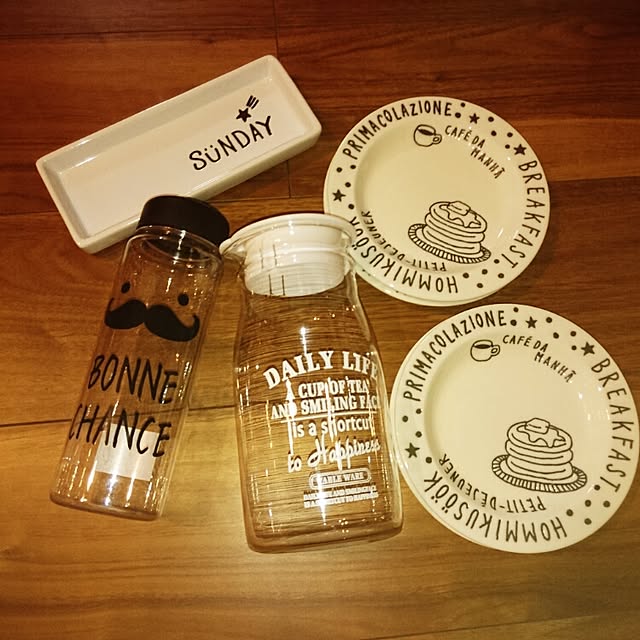 SÜNDAY
PRIMACOLAZIONE
BREAKFAST
HOMMIKUSÖÖK
CAFÉ DA
MANHÃ
PETIT-DÉJEUNER
BONNE
CHANCE
DAILY LIFE
A CUP OF TEA
AND SMILING FACE
is a shortcut
to Happiness
TABLE WARE
PRIMACOLAZIONE
BREAKFAST
HOMMIKUSÖÖK
CAFÉ DA
MANHÃ
PETIT-DÉJEUNER